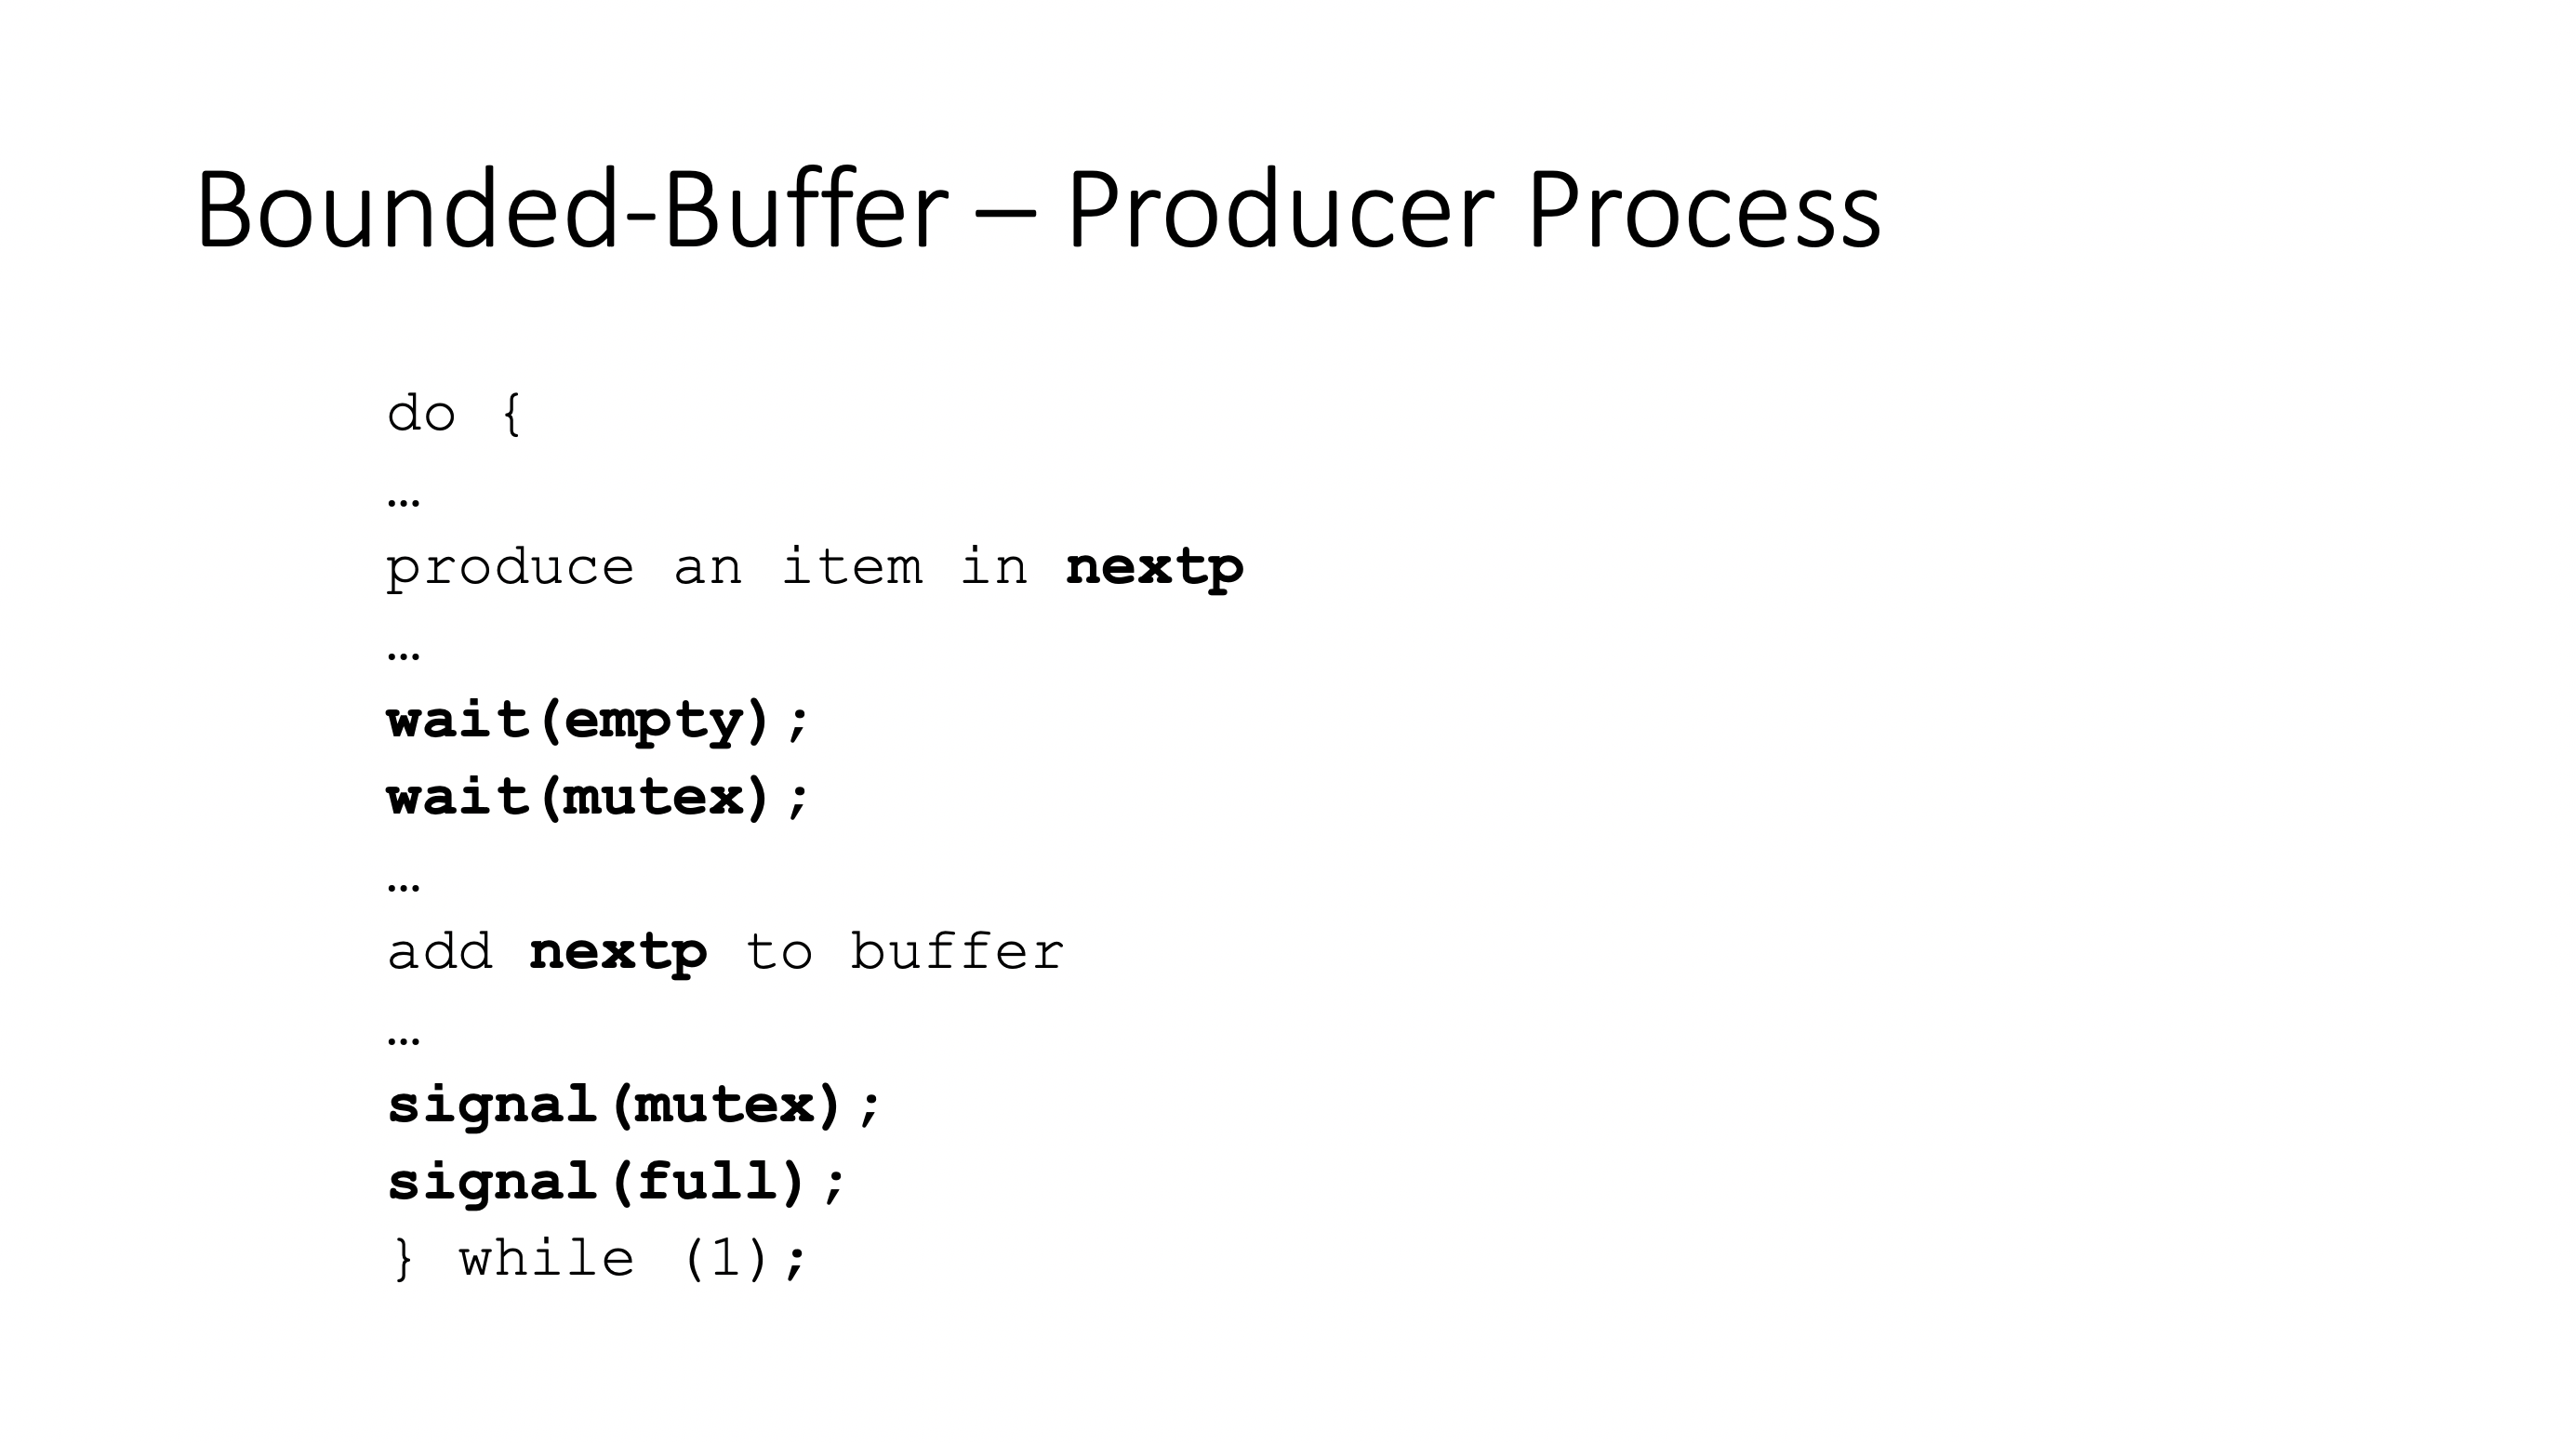 Bounded-Buffer – Producer Process
do {
…
produce an item in nextp
…
wait(empty);
wait(mutex);
…
add nextp to buffer
…
signal(mutex);
signal(full);
} while (1);